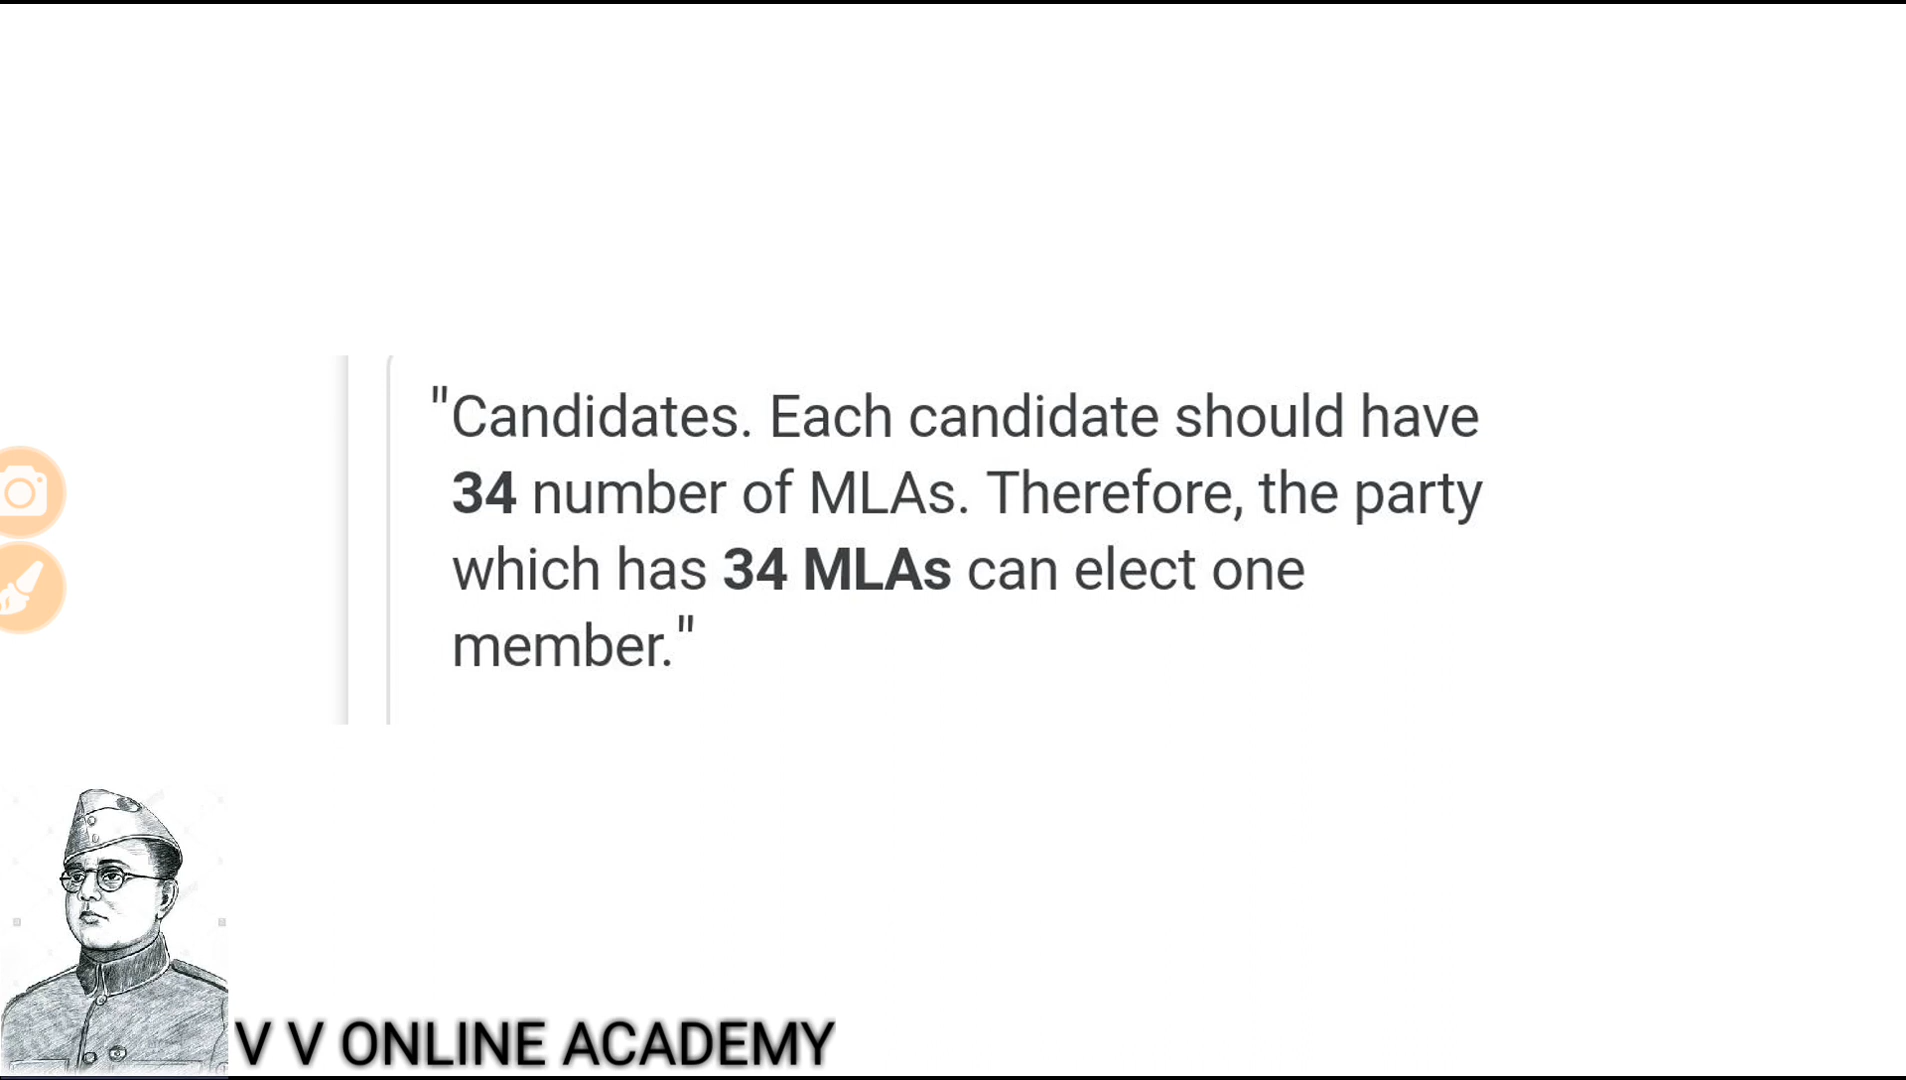 "Candidates. Each candidate should have
34 number of MLAs. Therefore, the party
which has 34 MLAs can elect one
member."
V V ONLINE ACADEMY